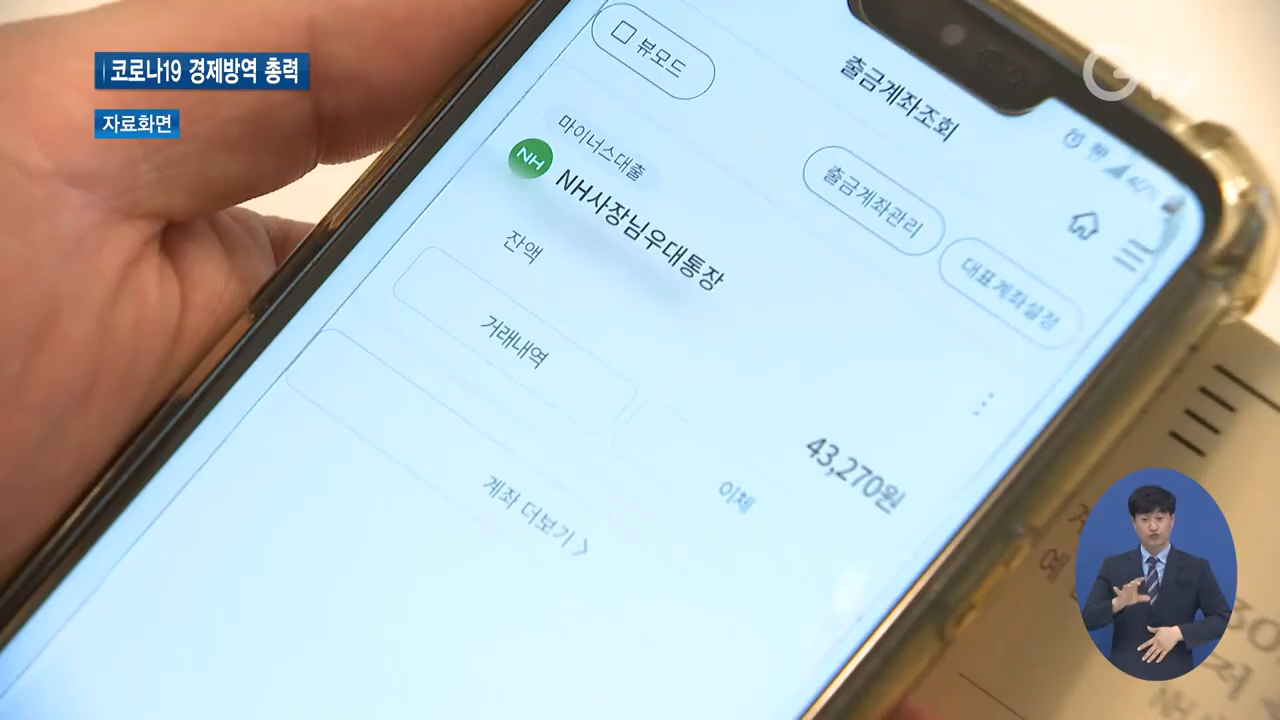 코로나19 경제방역 총력
자료화면
G TV
뷰모드
출금계좌조회
40%
마이너스대출
출금계좌관리
대표계좌설정
NH
NH사장님우대통장
잔액
43,270원
거래내역
이체
계좌 더보기 >